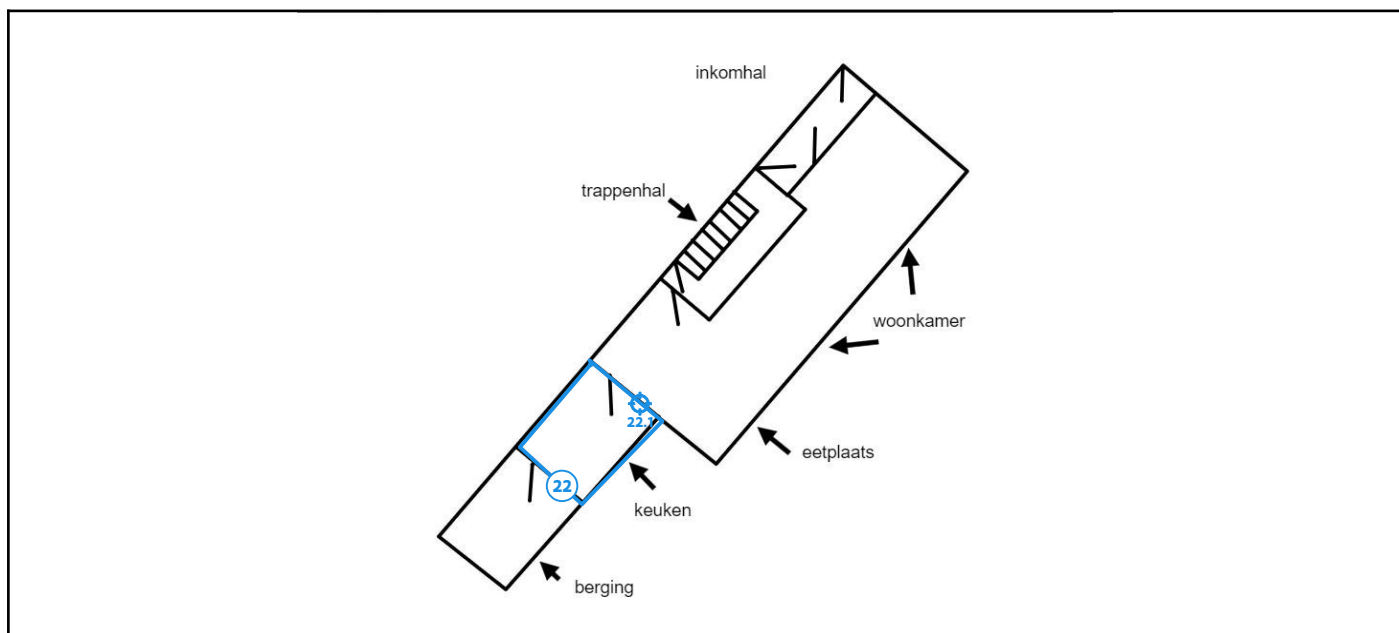 inkomhal
trappenhal
woonkamer
22.1
eetplaats
22
keuken
berging